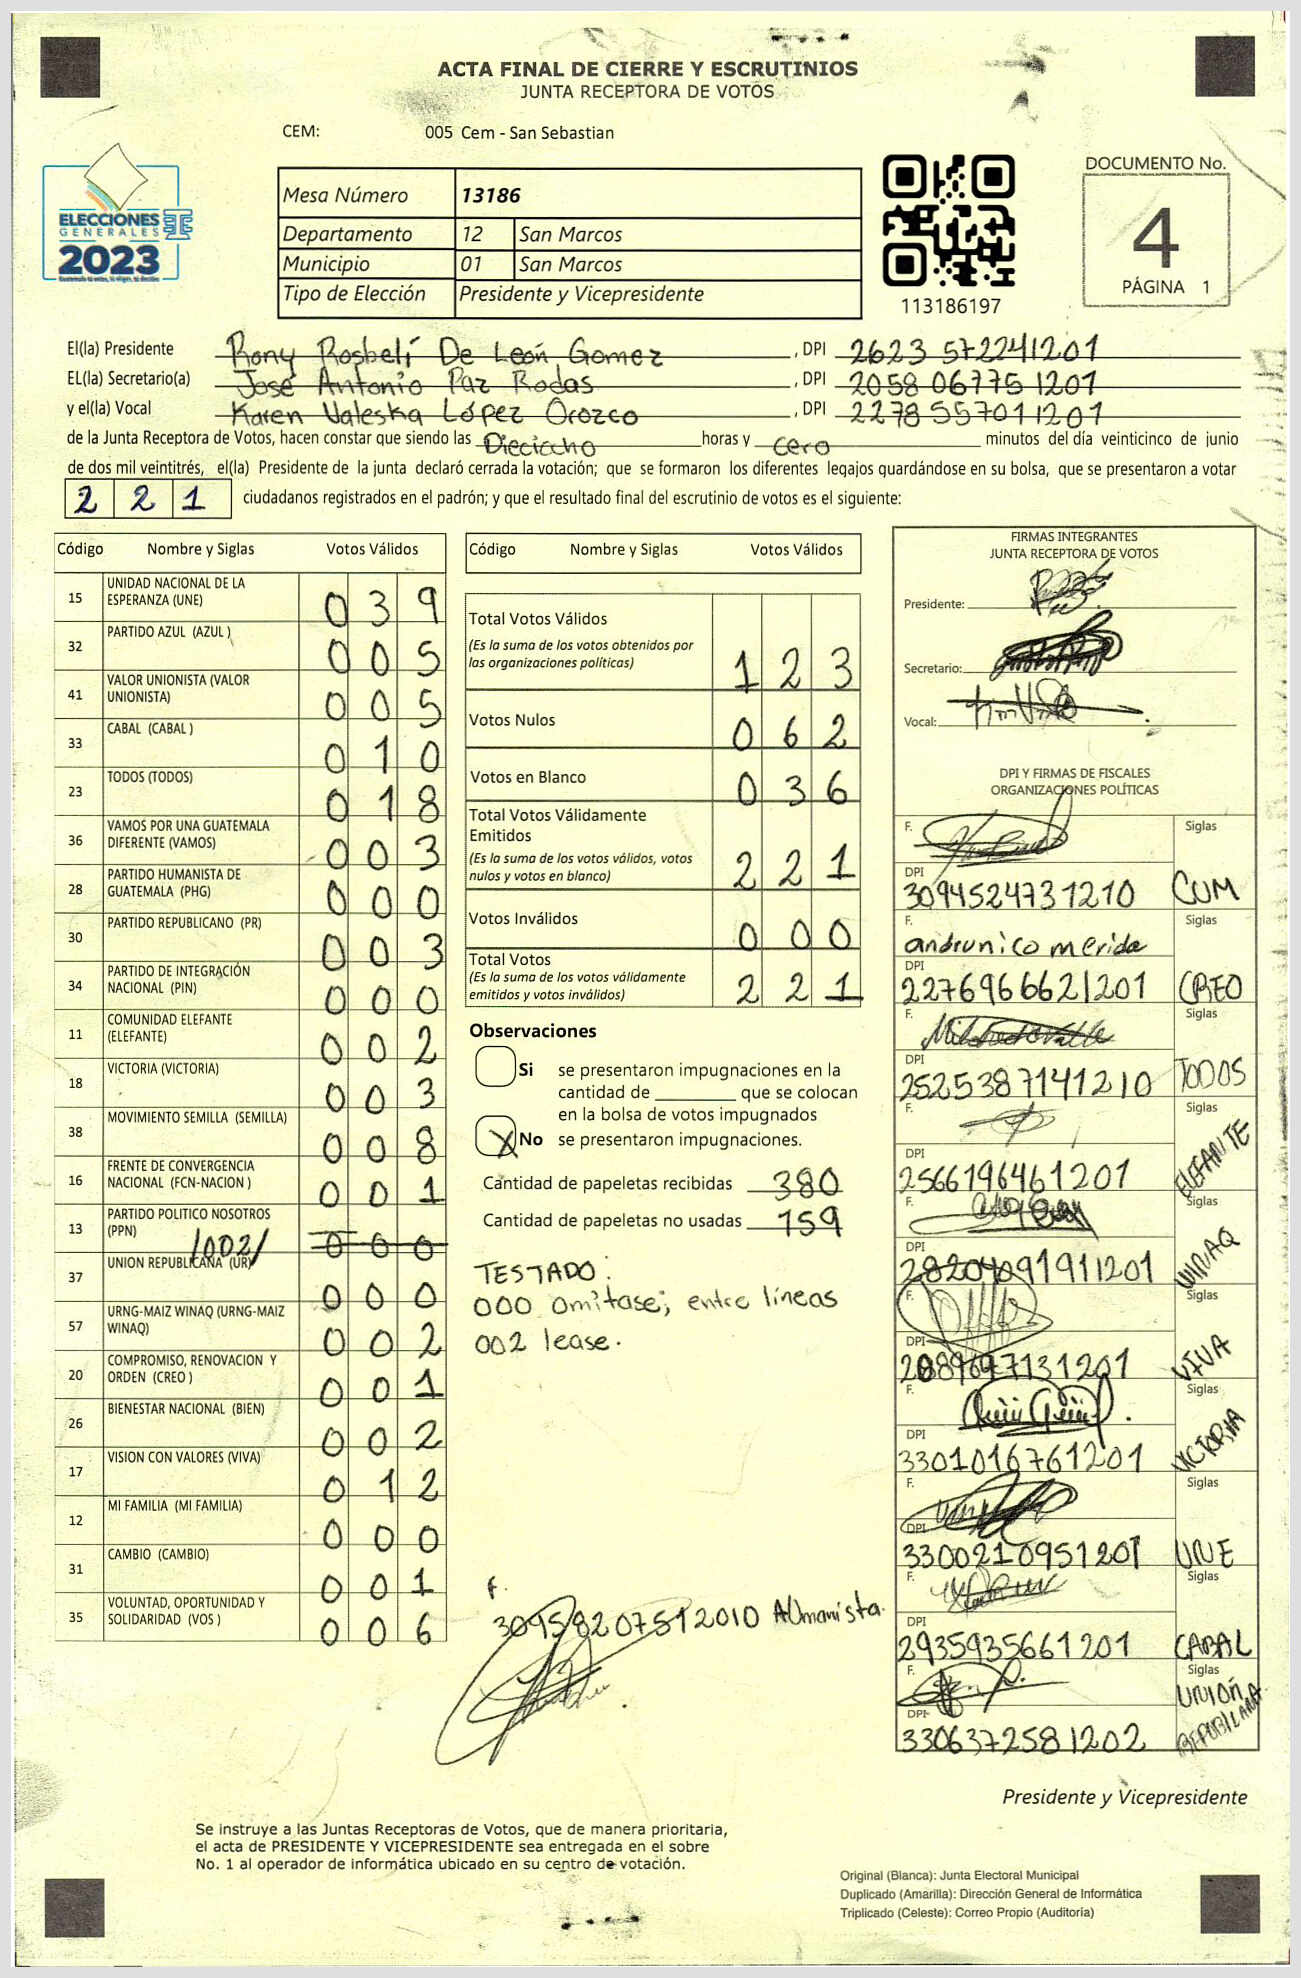 ACTA FINAL DE CIERRE Y ESCRUTINIOS
JUNTA RECEPTORA DE VOTOS
CEM: 005 Cem - San Sebastian
ELECCIONES
GENERALES
2023
Mesa Número 13186
Departamento 12 San Marcos
Municipio 01 San Marcos
Tipo de Elección Presidente y Vicepresidente
113186197
DOCUMENTO No.
4
PÁGINA 1
El(la) Presidente Rony Rosbelí De León Gomez, DPI 2623 572241201
EL(la) Secretario(a) José Antonio Paz Rodas, DPI 2058 06775 1201
y el(la) Vocal Karen Valeska López Orozco, DPI 2278 55701 1201
de la Junta Receptora de Votos, hacen constar que siendo las Dieciocho horas y cero minutos del día veinticinco de junio
de dos mil veintitrés, el(la) Presidente de la junta declaró cerrada la votación; que se formaron los diferentes legajos guardándose en su bolsa, que se presentaron a votar
2 2 1 ciudadanos registrados en el padrón; y que el resultado final del escrutinio de votos es el siguiente:
Código Nombre y Siglas Votos Válidos
15 UNIDAD NACIONAL DE LA ESPERANZA (UNE) 0 3 9
32 PARTIDO AZUL (AZUL ) 0 0 5
41 VALOR UNIONISTA (VALOR UNIONISTA) 0 0 5
33 CABAL (CABAL ) 0 1 0
23 TODOS (TODOS) 0 1 8
36 VAMOS POR UNA GUATEMALA DIFERENTE (VAMOS) 0 0 3
28 PARTIDO HUMANISTA DE GUATEMALA (PHG) 0 0 0
30 PARTIDO REPUBLICANO (PR) 0 0 3
34 PARTIDO DE INTEGRACIÓN NACIONAL (PIN) 0 0 0
11 COMUNIDAD ELEFANTE (ELEFANTE) 0 0 2
18 VICTORIA (VICTORIA) 0 0 3
38 MOVIMIENTO SEMILLA (SEMILLA) 0 0 8
16 FRENTE DE CONVERGENCIA NACIONAL (FCN-NACION ) 0 0 1
13 PARTIDO POLITICO NOSOTROS (PPN) /002/ 0 0 0
37 UNION REPUBLICANA (UR) 0 0 0
57 URNG-MAIZ WINAQ (URNG-MAIZ WINAQ) 0 0 2
20 COMPROMISO, RENOVACION Y ORDEN (CREO ) 0 0 1
26 BIENESTAR NACIONAL (BIEN) 0 0 2
17 VISION CON VALORES (VIVA) 0 1 2
12 MI FAMILIA (MI FAMILIA) 0 0 0
31 CAMBIO (CAMBIO) 0 0 1
35 VOLUNTAD, OPORTUNIDAD Y SOLIDARIDAD (VOS ) 0 0 6
Código Nombre y Siglas Votos Válidos
Total Votos Válidos 1 2 3
(Es la suma de los votos obtenidos por
las organizaciones políticas)
Votos Nulos 0 6 2
Votos en Blanco 0 3 6
Total Votos Válidamente
Emitidos 2 2 1
(Es la suma de los votos válidos, votos
nulos y votos en blanco)
Votos Inválidos 0 0 0
Total Votos 2 2 1
(Es la suma de los votos válidamente
emitidos y votos inválidos)
Observaciones
Si se presentaron impugnaciones en la
cantidad de ________ que se colocan
en la bolsa de votos impugnados
X No se presentaron impugnaciones.
Cantidad de papeletas recibidas 380
Cantidad de papeletas no usadas 159
TESTADO:
000 omitase; entre líneas
002 lease.
f.
30958207512010 AUmanista.
FIRMAS INTEGRANTES
JUNTA RECEPTORA DE VOTOS
Presidente:
Secretario:
Vocal:
DPI Y FIRMAS DE FISCALES
ORGANIZACIONES POLÍTICAS
F. Siglas
DPI
3094524731210 CUM
F. andrunico merida Siglas
DPI
2276966621201 CREO
F. Siglas
DPI
2525387141210 TODOS
F. Siglas
DPI
2566196461201 ELEFANTE
F. Siglas
DPI
2820409191 1201 WINAQ
F. Siglas
DPI
2089697131201 VIVA
F. Siglas
DPI
3301016761201 VICTORIA
F. Siglas
DPI
3300210951201 UNE
F. Siglas
DPI
2935935661201 CABAL
F. Siglas
DPI
3306372581202 UNIÓN REPUBLICANA
Presidente y Vicepresidente
Se instruye a las Juntas Receptoras de Votos, que de manera prioritaria,
el acta de PRESIDENTE Y VICEPRESIDENTE sea entregada en el sobre
No. 1 al operador de informática ubicado en su centro de votación.
Original (Blanca): Junta Electoral Municipal
Duplicado (Amarilla): Dirección General de Informática
Triplicado (Celeste): Correo Propio (Auditoría)